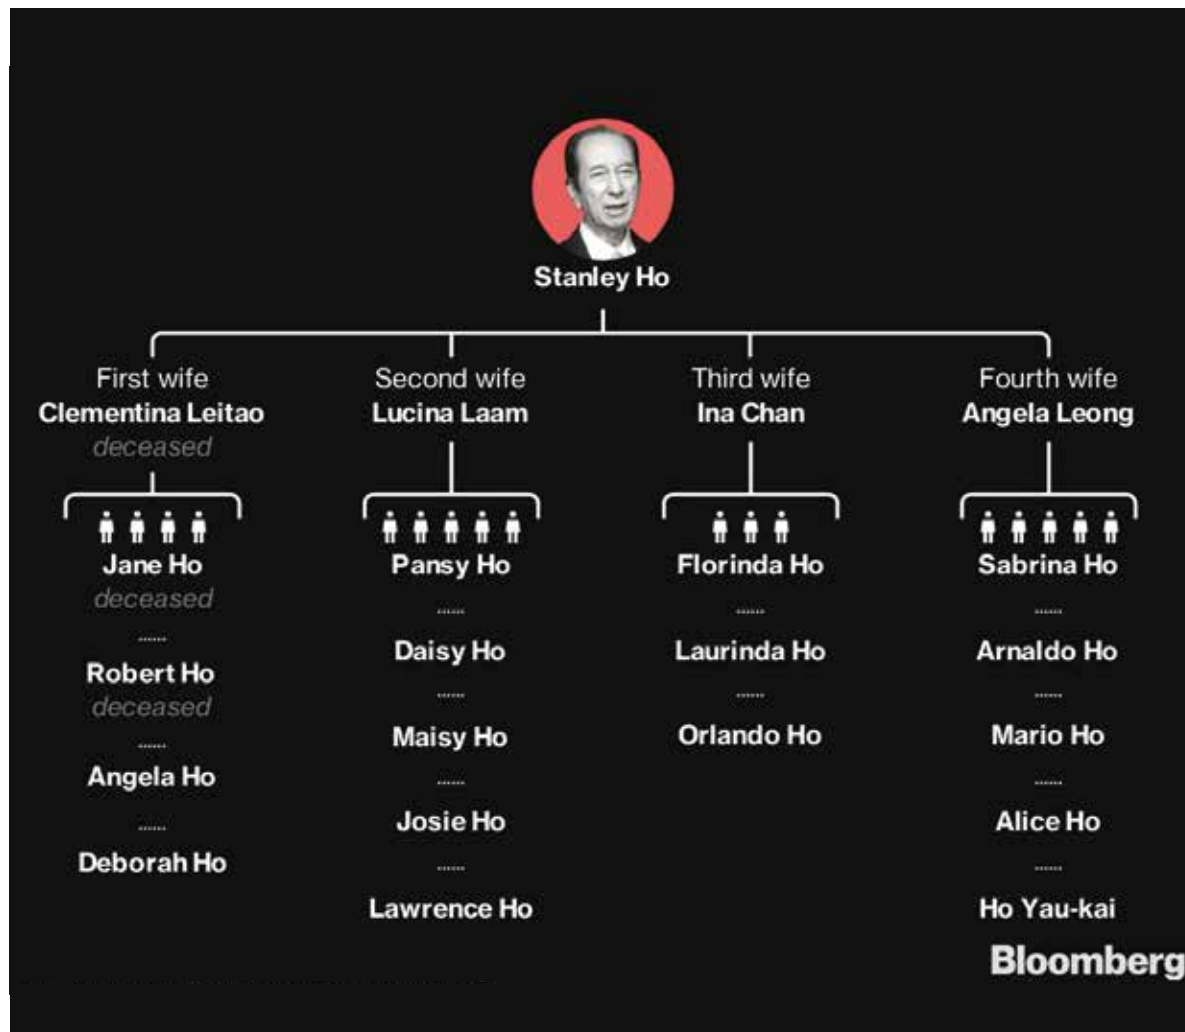 Stanley Ho
First wife
Clementina Leitao
deceased
Jane Ho
deceased
......
Robert Ho
deceased
......
Angela Ho
......
Deborah Ho
Second wife
Lucina Laam
Pansy Ho
......
Daisy Ho
......
Maisy Ho
......
Josie Ho
......
Lawrence Ho
Third wife
Ina Chan
Florinda Ho
......
Laurinda Ho
......
Orlando Ho
Fourth wife
Angela Leong
Sabrina Ho
......
Arnaldo Ho
......
Mario Ho
......
Alice Ho
......
Ho Yau-kai
Bloomberg